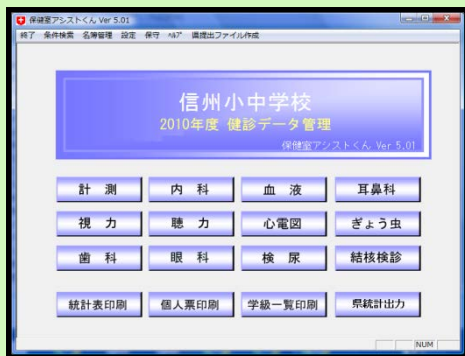 保健室アシストくん Ver 5.01
終了 条件検索 名簿管理 設定 保守 ﾍﾙﾌﾟ 県提出ファイル作成
信州小中学校
2010年度 健診データ管理
保健室アシストくん Ver 5.01
計 測 内 科 血 液 耳鼻科
視 力 聴 力 心電図 ぎょう虫
歯 科 眼 科 検 尿 結核検診
統計表印刷 個人票印刷 学級一覧印刷 県統計出力
NUM